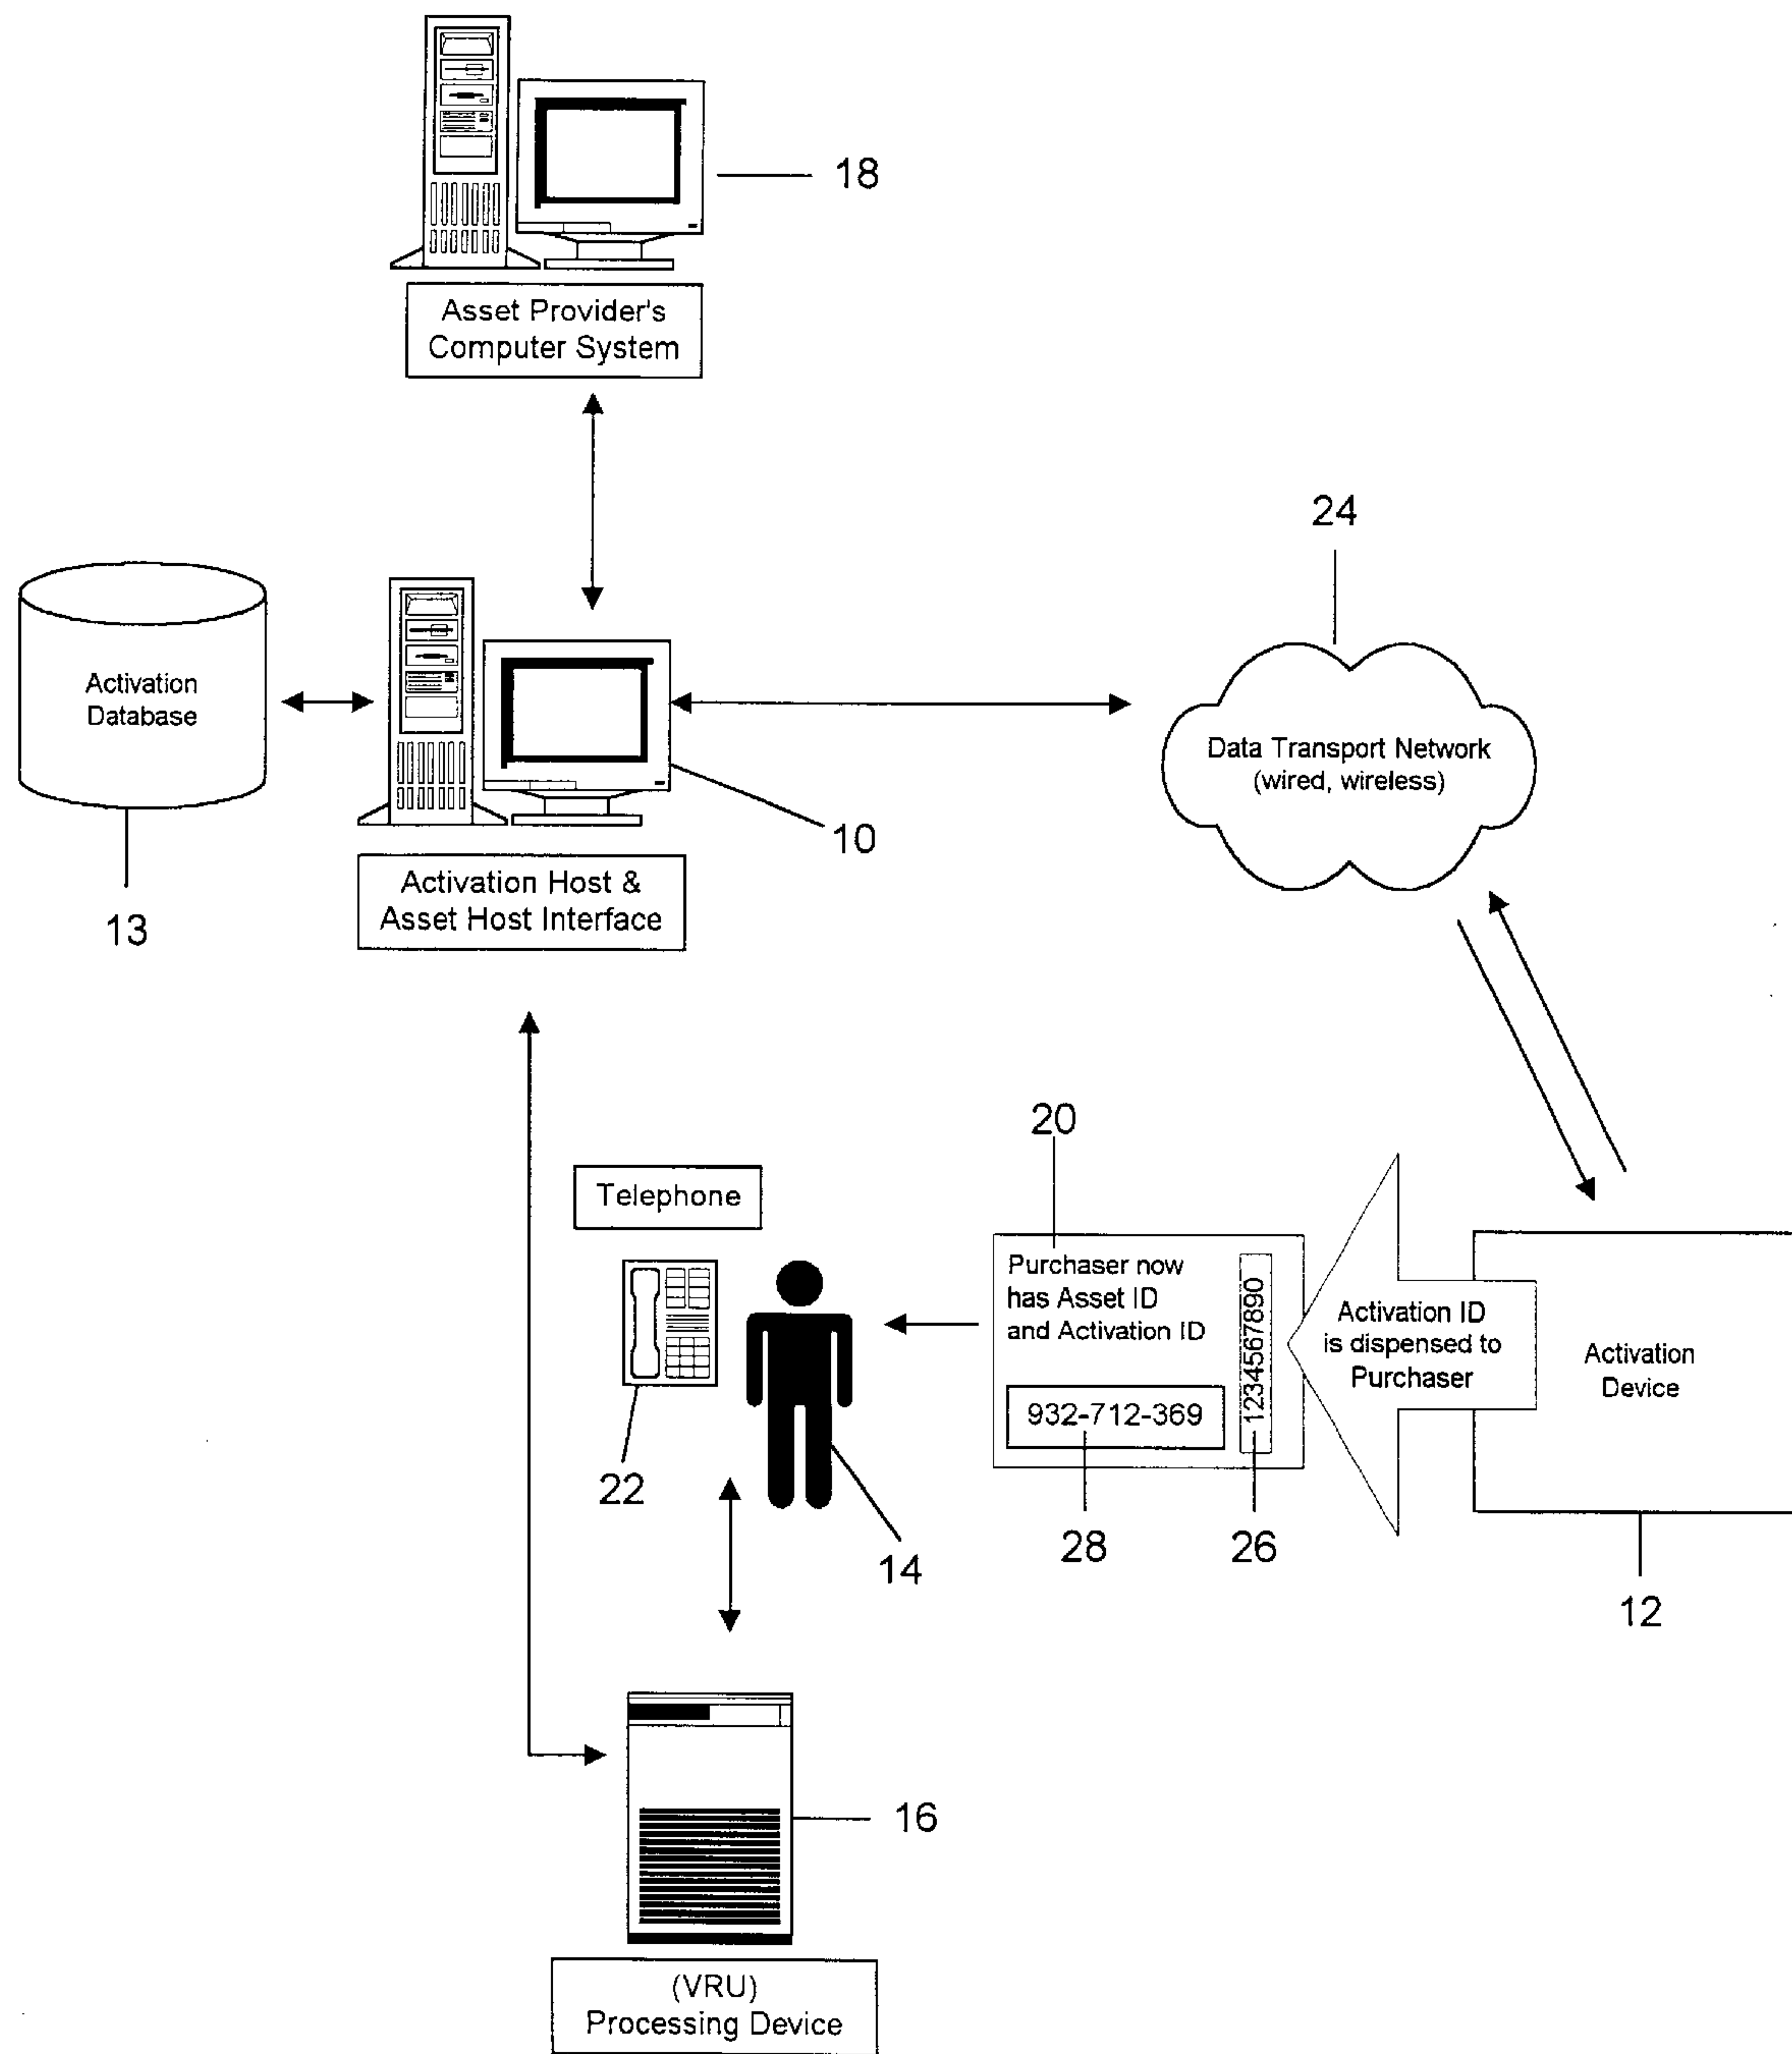 18
Asset Provider's
Computer System
24
Activation
Database
Data Transport Network
(wired, wireless)
10
Activation Host &
Asset Host Interface
13
20
Telephone
Purchaser now
has Asset ID
and Activation ID
1234567890
932-712-369
Activation ID
is dispensed to
Purchaser
Activation
Device
22
14
28
26
12
16
(VRU)
Processing Device